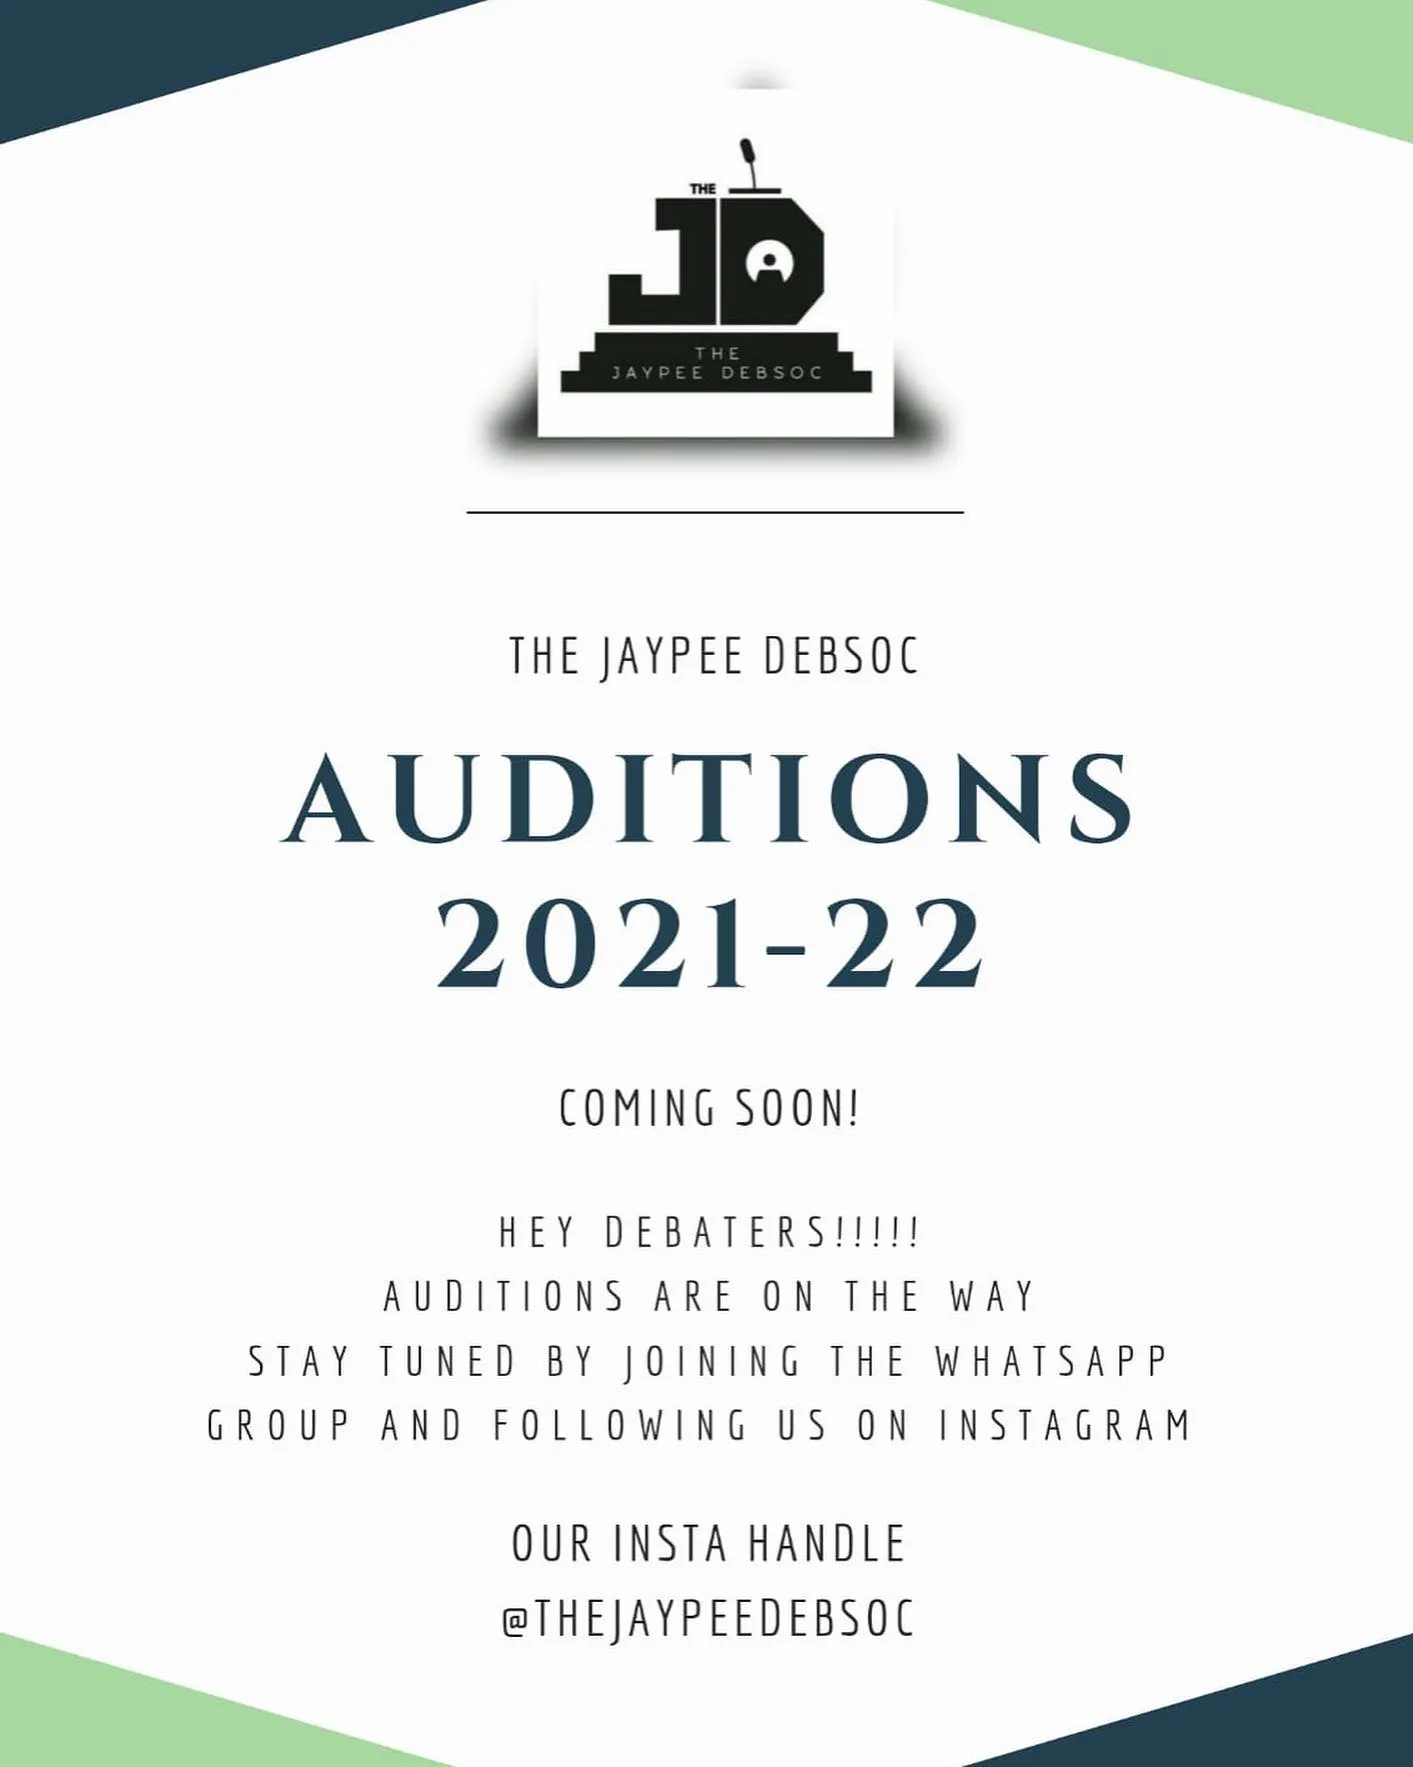 THE
JD
THE
JAYPEE DEBSOC
THE JAYPEE DEBSOC
AUDITIONS
2021-22
COMING SOON!
HEY DEBATERS!!!!!
AUDITIONS ARE ON THE WAY
STAY TUNED BY JOINING THE WHATSAPP
GROUP AND FOLLOWING US ON INSTAGRAM
OUR INSTA HANDLE
@THEJAYPEEDEBSOC